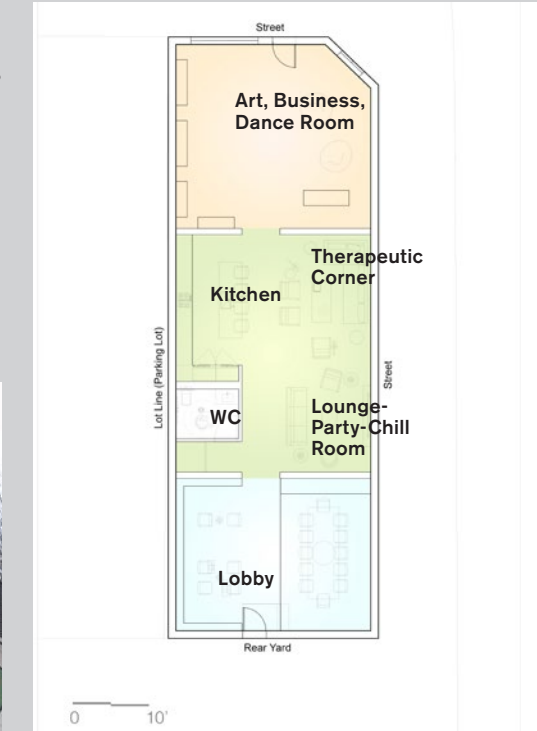 Street
Art, Business,
Dance Room
Therapeutic
Corner
Kitchen
Lot Line (Parking Lot)
Street
Lounge-
Party-Chill
Room
WC
Lobby
Rear Yard
0 10'